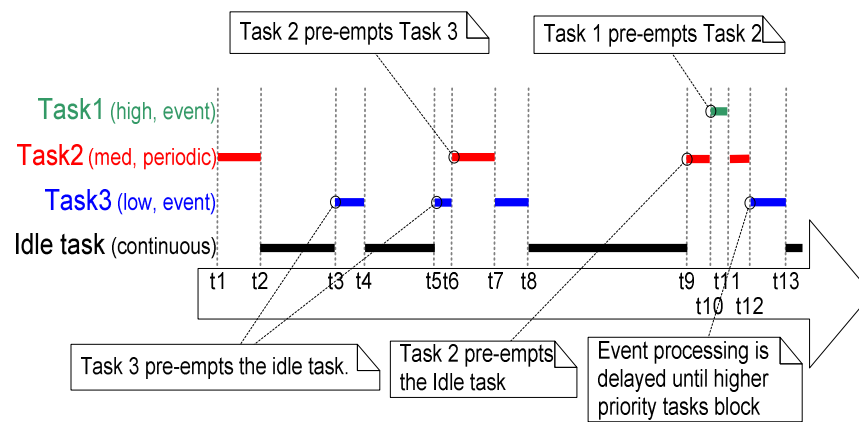 Task 2 pre-empts Task 3
Task 1 pre-empts Task 2
Task1 (high, event)
Task2 (med, periodic)
Task3 (low, event)
Idle task (continuous)
t1 t2 t3 t4 t5 t6 t7 t8 t9 t11 t13
t10 t12
Task 3 pre-empts the idle task.
Task 2 pre-empts
the Idle task
Event processing is
delayed until higher
priority tasks block